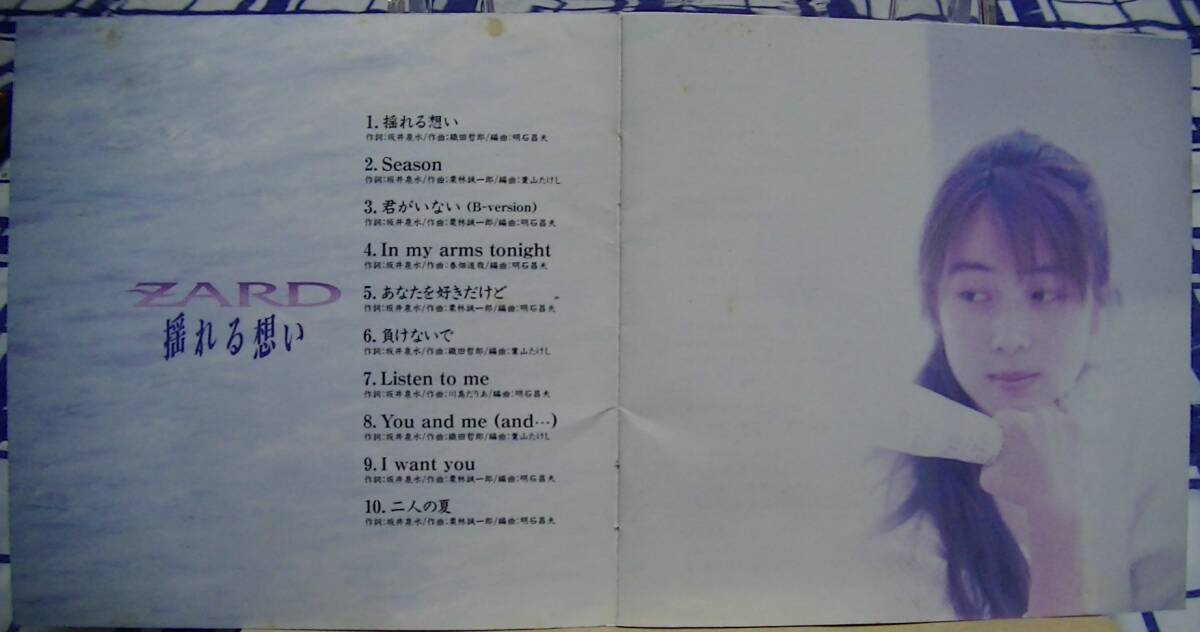 ZARD
揺れる想い
1. 揺れる想い
作詞:坂井泉水/作曲:織田哲郎/編曲:明石昌夫
2. Season
作詞:坂井泉水/作曲:栗林誠一郎/編曲:葉山たけし
3. 君がいない (B-version)
作詞:坂井泉水/作曲:栗林誠一郎/編曲:明石昌夫
4. In my arms tonight
作詞:坂井泉水/作曲:春畑道哉/編曲:明石昌夫
5. あなたを好きだけど
作詞:坂井泉水/作曲:栗林誠一郎/編曲:明石昌夫
6. 負けないで
作詞:坂井泉水/作曲:織田哲郎/編曲:葉山たけし
7. Listen to me
作詞:坂井泉水/作曲:川島だりあ/編曲:明石昌夫
8. You and me (and…)
作詞:坂井泉水/作曲:織田哲郎/編曲:葉山たけし
9. I want you
作詞:坂井泉水/作曲:栗林誠一郎/編曲:明石昌夫
10. 二人の夏
作詞:坂井泉水/作曲:栗林誠一郎/編曲:明石昌夫